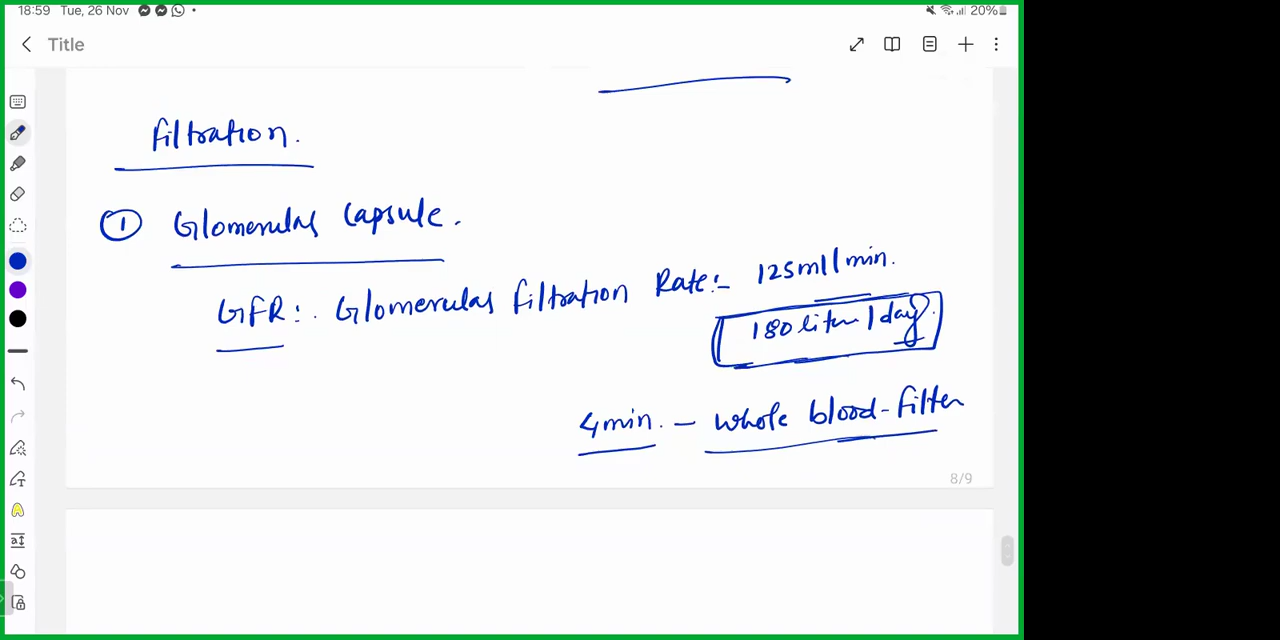 18:59 Tue, 26 Nov
20%
Title
filtration.
① Glomerular Capsule.
GFR:. Glomerular filtration Rate:- 125ml/min.
180 liter/day.
4min. - whole blood-filter
8/9